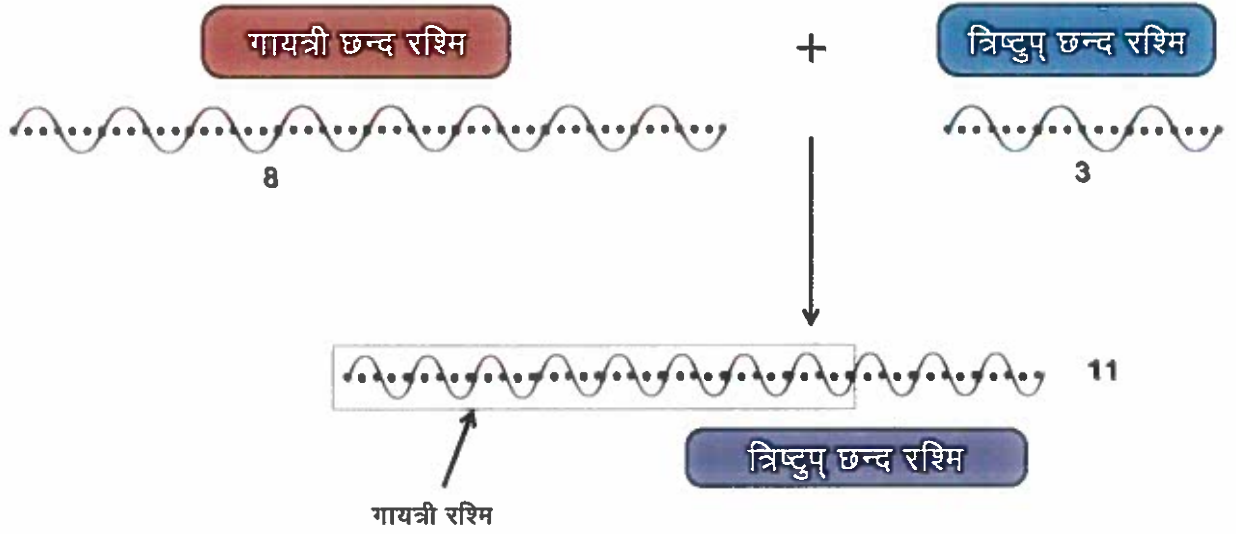 गायत्री छन्द रश्मि
+
त्रिष्टुप् छन्द रश्मि
8
3
11
त्रिष्टुप् छन्द रश्मि
गायत्री रश्मि